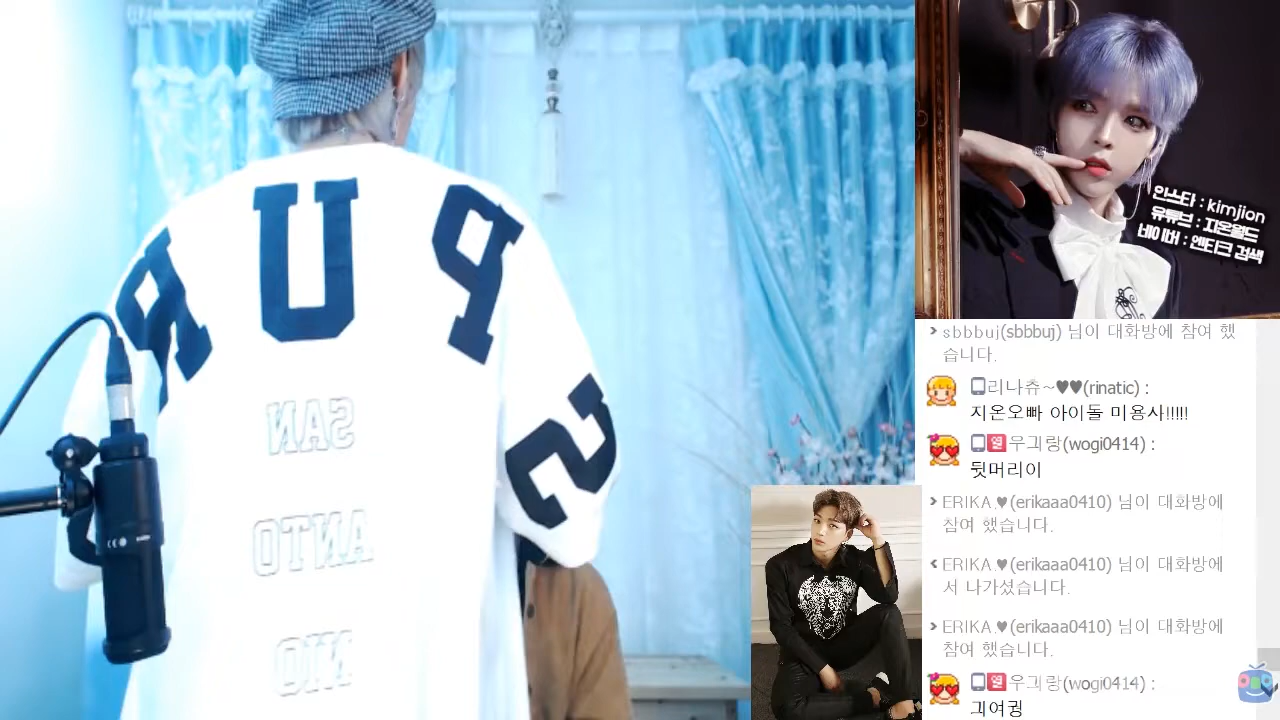 SAN
ANTO
NIO
인스타 : kimjion
유튜브 : 지온월드
네이버 : 엔티크 검색
sbbbuj(sbbbuj) 님이 대화방에 참여 했
습니다.
리나츄~♥♥(rinatic) :
지온오빠 아이돌 미용사!!!!!
열우긔랑(wogi0414) :
뒷머리이
ERIKA.♥(erikaaa0410) 님이 대화방에
참여 했습니다.
ERIKA.♥(erikaaa0410) 님이 대화방에
서 나가셨습니다.
ERIKA.♥(erikaaa0410) 님이 대화방에
참여 했습니다.
열우긔랑(wogi0414) :
긔여귕